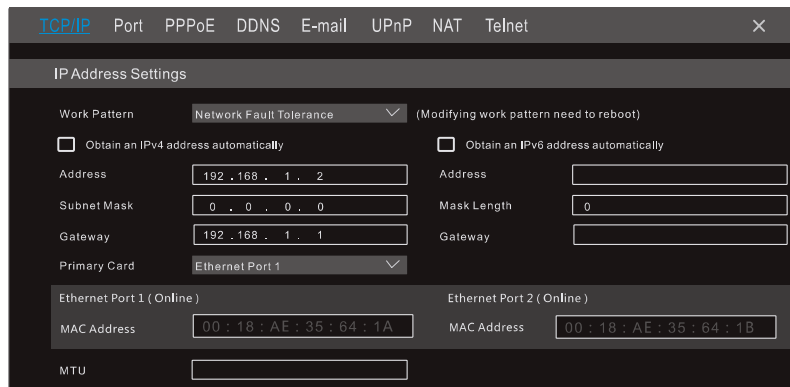 TCP/IP Port PPPoE DDNS E-mail UPnP NAT Telnet ×
IP Address Settings
Work Pattern Network Fault Tolerance (Modifying work pattern need to reboot)
Obtain an IPv4 address automatically Obtain an IPv6 address automatically
Address 192 . 168 . 1 . 2 Address
Subnet Mask 0 . 0 . 0 . 0 Mask Length 0
Gateway 192 . 168 . 1 . 1 Gateway
Primary Card Ethernet Port 1
Ethernet Port 1 ( Online ) Ethernet Port 2 ( Online )
MAC Address 00 : 18 : AE : 35 : 64 : 1A MAC Address 00 : 18 : AE : 35 : 64 : 1B
MTU